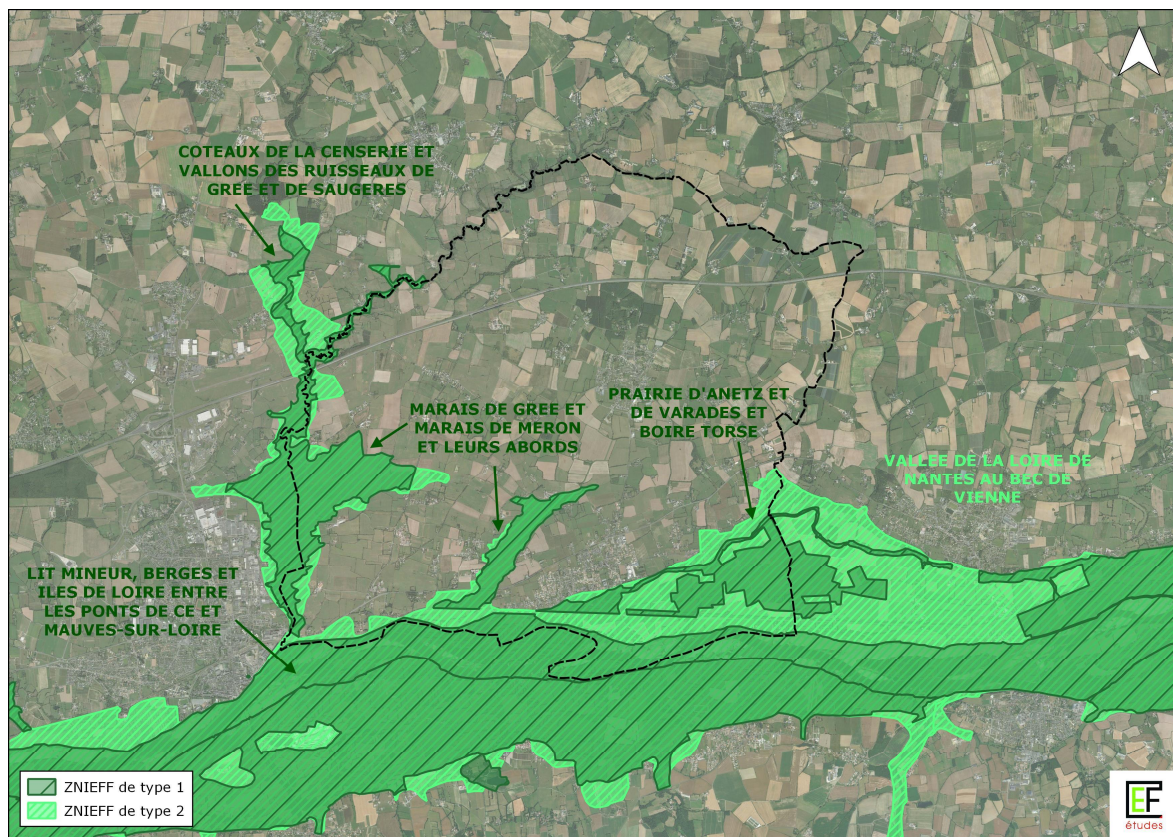 COTEAUX DE LA CENSERIE ET
VALLONS DES RUISSEAUX DE
GREE ET DE SAUGERES
MARAIS DE GREE ET
MARAIS DE MERON
ET LEURS ABORDS
PRAIRIE D'ANETZ ET
DE VARADES ET
BOIRE TORSE
VALLEE DE LA LOIRE DE
NANTES AU BEC DE
VIENNE
LIT MINEUR, BERGES ET
ILES DE LOIRE ENTRE
LES PONTS DE CE ET
MAUVES-SUR-LOIRE
ZNIEFF de type 1
ZNIEFF de type 2
CEF
études